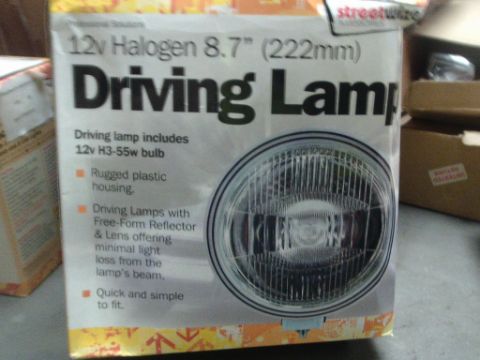 Professional Solutions
streetwize
12v Halogen 8.7” (222mm)
Driving Lamp
Driving lamp includes
12v H3-55w bulb
Rugged plastic
housing.
Driving Lamps with
Free-Form Reflector
& Lens offering
minimal light
loss from the
lamp's beam.
Quick and simple
to fit.